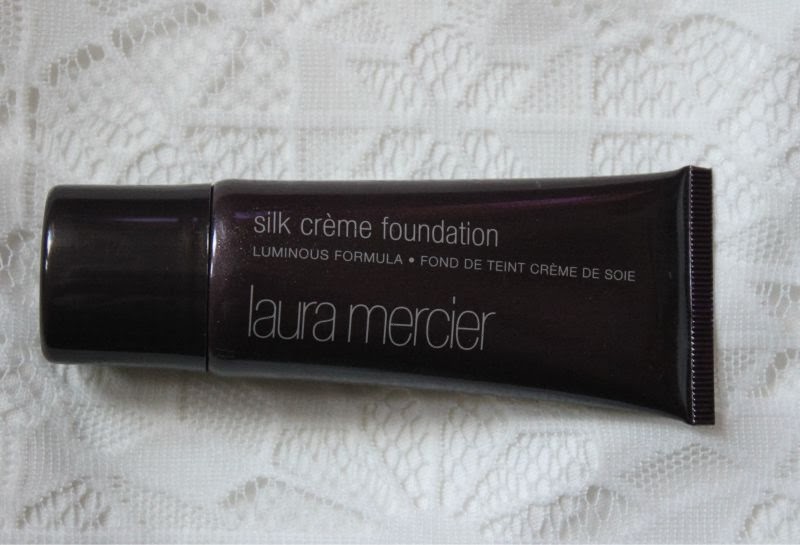 silk crème foundation
LUMINOUS FORMULA • FOND DE TEINT CRÈME DE SOIE
laura mercier